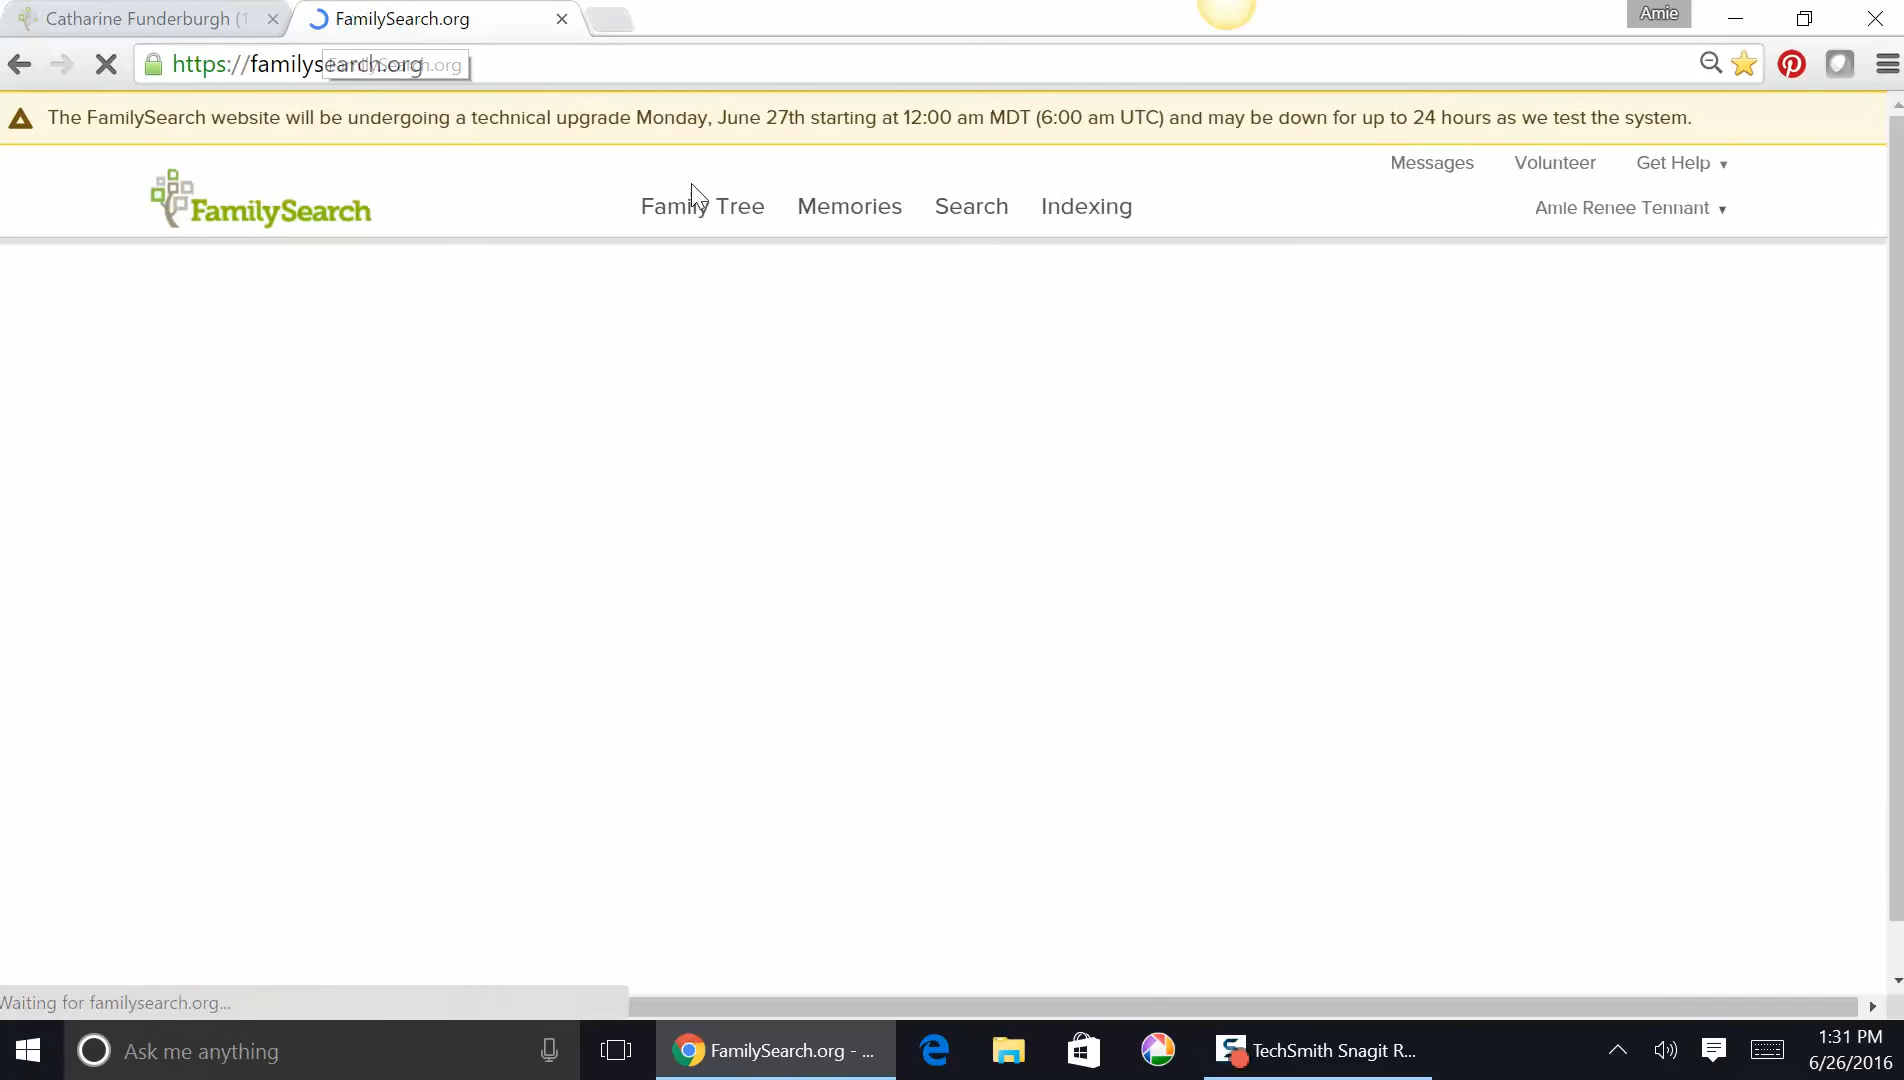 Catharine Funderburgh (1
FamilySearch.org
Amie
https://familysearch.org
FamilySearch.org
The FamilySearch website will be undergoing a technical upgrade Monday, June 27th starting at 12:00 am MDT (6:00 am UTC) and may be down for up to 24 hours as we test the system.
Messages Volunteer Get Help
FamilySearch
Family Tree Memories Search Indexing
Amie Renee Tennant
Waiting for familysearch.org...
Ask me anything
FamilySearch.org - ...
TechSmith Snagit R...
1:31 PM
6/26/2016